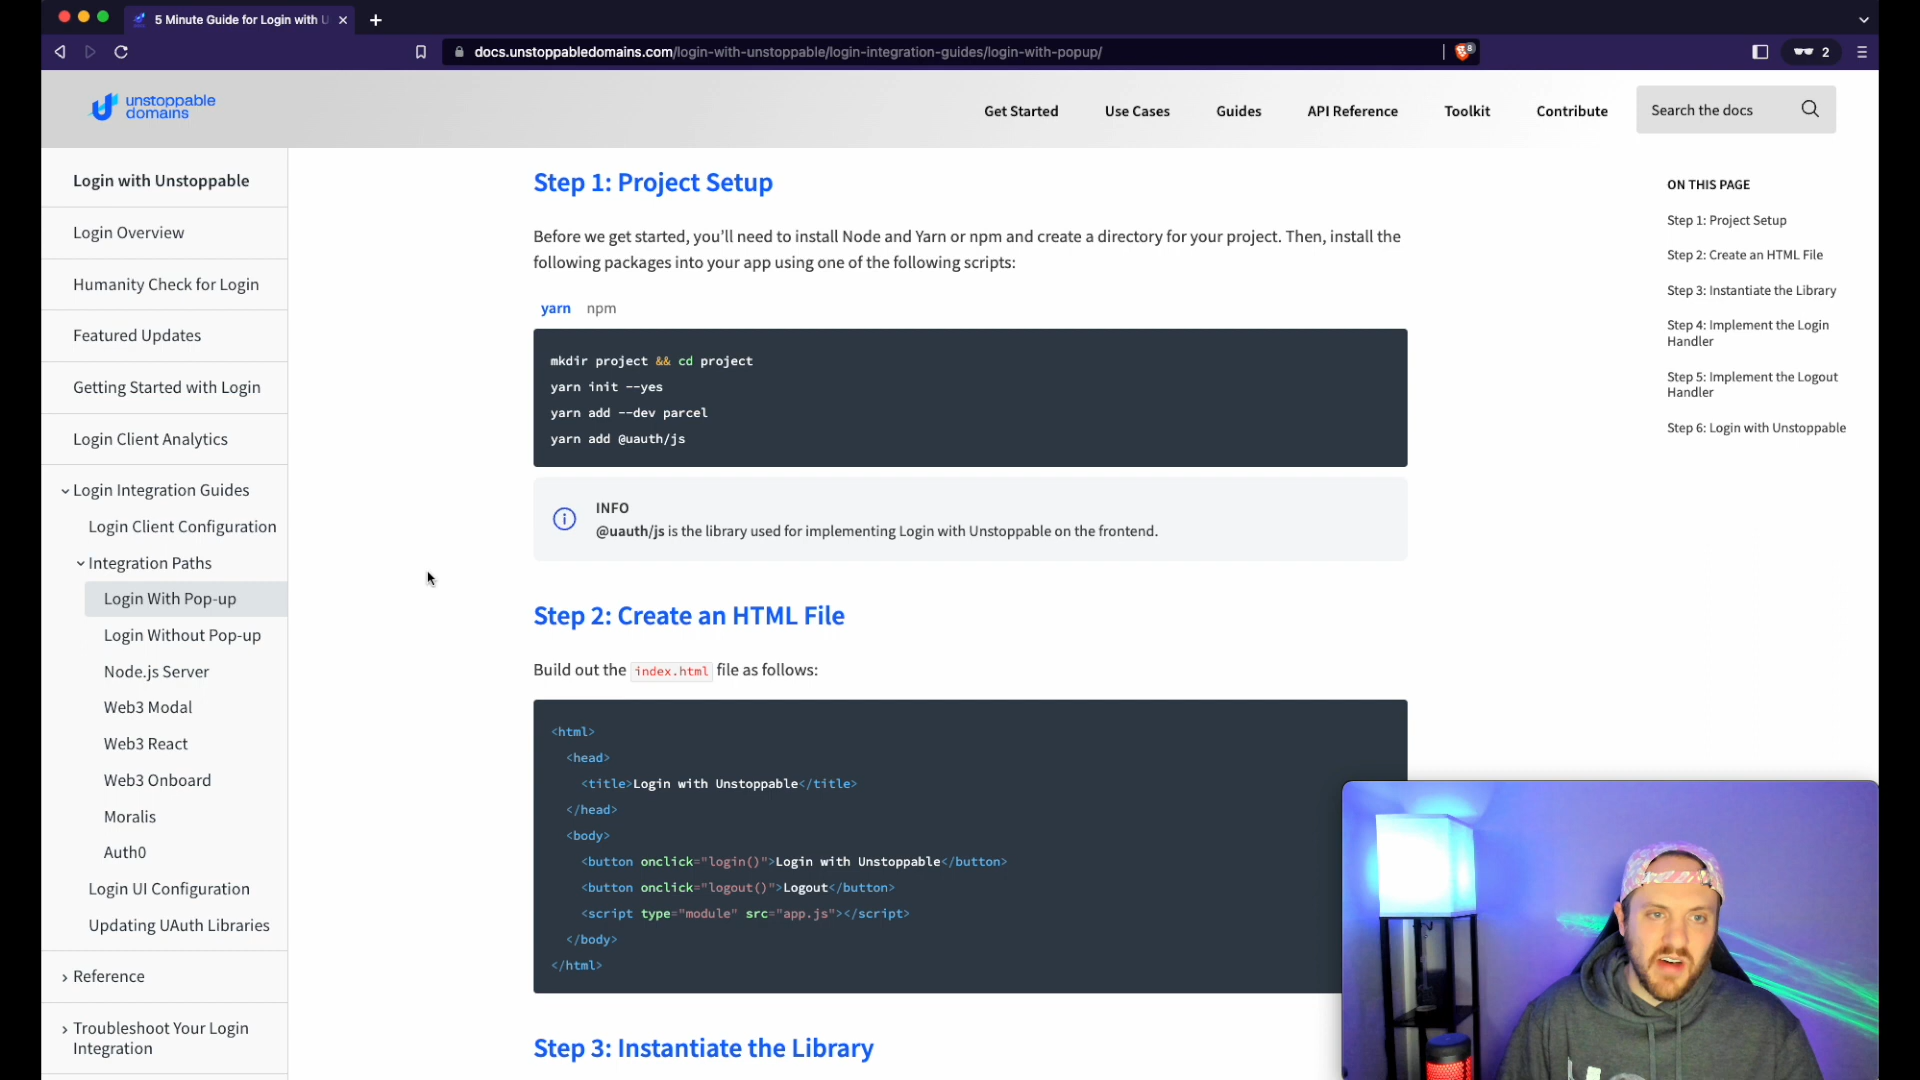 5 Minute Guide for Login with U
docs.unstoppabledomains.com/login-with-unstoppable/login-integration-guides/login-with-popup/
8
2
unstoppable
domains
Get Started
Use Cases
Guides
API Reference
Toolkit
Contribute
Search the docs
Login with Unstoppable
Login Overview
Humanity Check for Login
Featured Updates
Getting Started with Login
Login Client Analytics
Login Integration Guides
Login Client Configuration
Integration Paths
Login With Pop-up
Login Without Pop-up
Node.js Server
Web3 Modal
Web3 React
Web3 Onboard
Moralis
Auth0
Login UI Configuration
Updating UAuth Libraries
Reference
Troubleshoot Your Login
Integration
Step 1: Project Setup
Before we get started, you'll need to install Node and Yarn or npm and create a directory for your project. Then, install the
following packages into your app using one of the following scripts:
yarn npm
mkdir project && cd project
yarn init --yes
yarn add --dev parcel
yarn add @uauth/js
INFO
@uauth/js is the library used for implementing Login with Unstoppable on the frontend.
Step 2: Create an HTML File
Build out the index.html file as follows:
<html>
<head>
<title>Login with Unstoppable</title>
</head>
<body>
<button onclick="login()">Login with Unstoppable</button>
<button onclick="logout()">Logout</button>
<script type="module" src="app.js"></script>
</body>
</html>
Step 3: Instantiate the Library
ON THIS PAGE
Step 1: Project Setup
Step 2: Create an HTML File
Step 3: Instantiate the Library
Step 4: Implement the Login
Handler
Step 5: Implement the Logout
Handler
Step 6: Login with Unstoppable